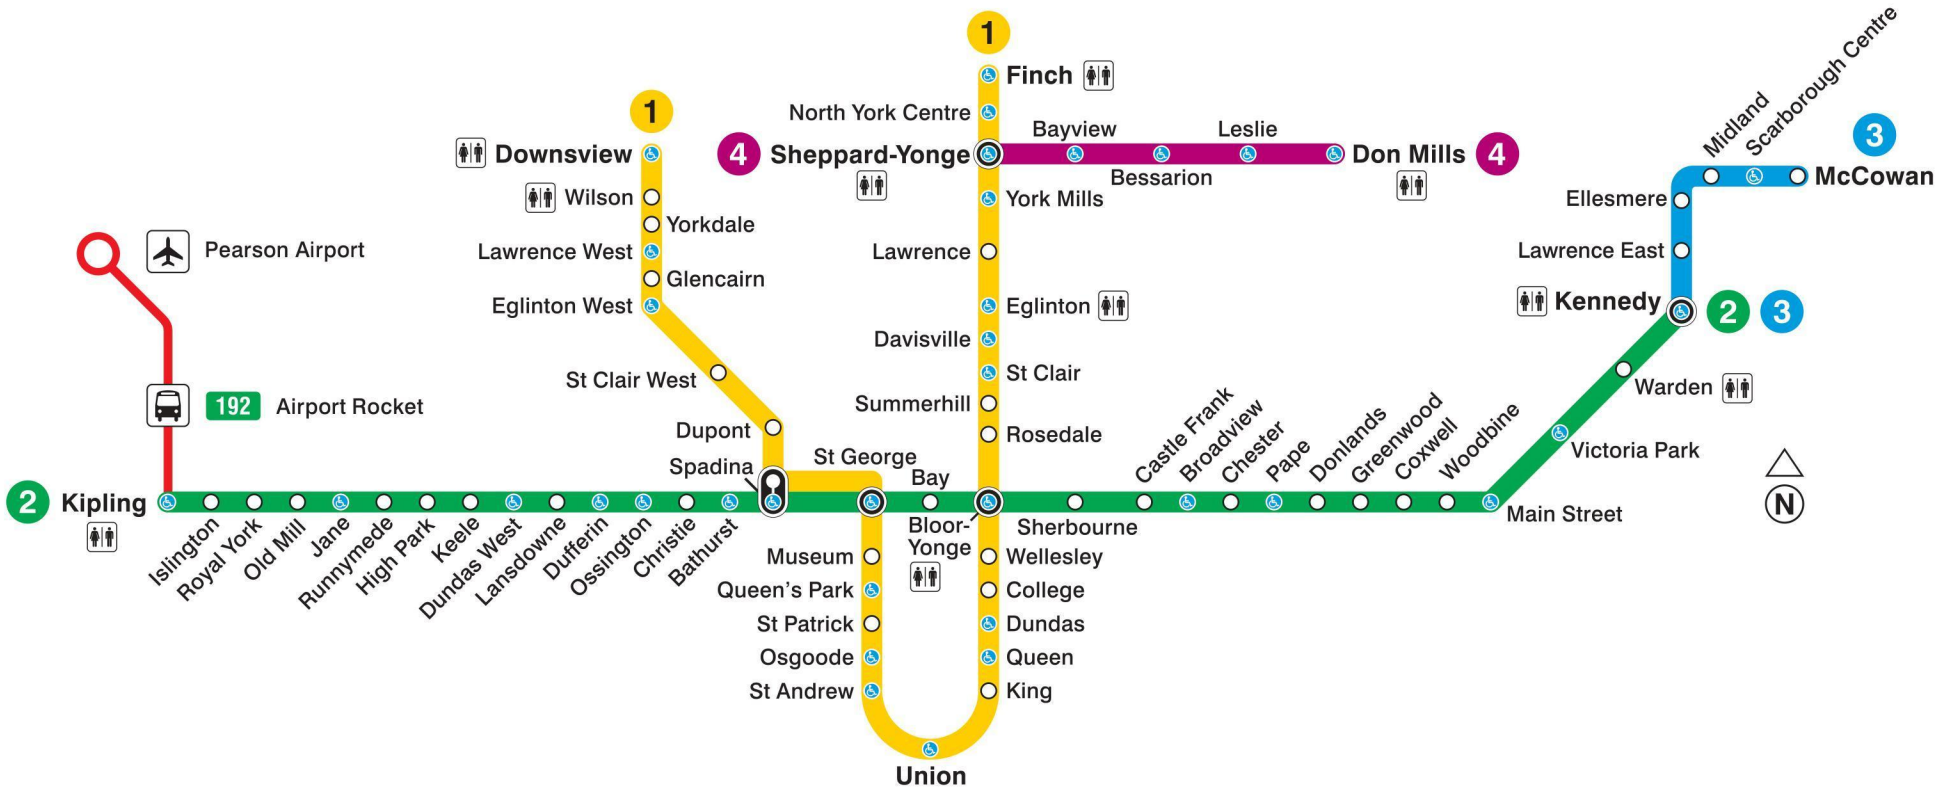 1
Finch
North York Centre
4
Sheppard-Yonge
Bayview
Bessarion
Leslie
Don Mills
4
York Mills
Lawrence
Eglinton
Davisville
St Clair
Summerhill
Rosedale
1
Downsview
Wilson
Yorkdale
Lawrence West
Glencairn
Eglinton West
St Clair West
Dupont
Spadina
St George
Bay
Bloor-
Yonge
Pearson Airport
192
Airport Rocket
2
Kipling
Islington
Royal York
Old Mill
Jane
Runnymede
High Park
Keele
Dundas West
Lansdowne
Dufferin
Ossington
Christie
Bathurst
Sherbourne
Castle Frank
Broadview
Chester
Pape
Donlands
Greenwood
Coxwell
Woodbine
Main Street
Victoria Park
Warden
Kennedy
2
3
Lawrence East
Ellesmere
Midland
Scarborough Centre
McCowan
3
N
Museum
Queen's Park
St Patrick
Osgoode
St Andrew
Union
King
Queen
Dundas
College
Wellesley